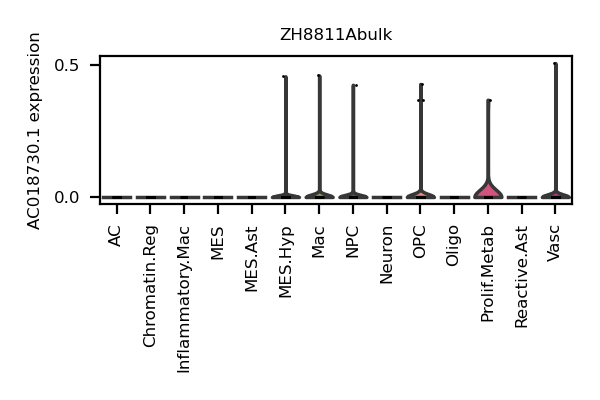 ZH8811Abulk
AC018730.1 expression
0.5
0.0
AC
Chromatin.Reg
Inflammatory.Mac
MES
MES.Ast
MES.Hyp
Mac
NPC
Neuron
OPC
Oligo
Prolif.Metab
Reactive.Ast
Vasc